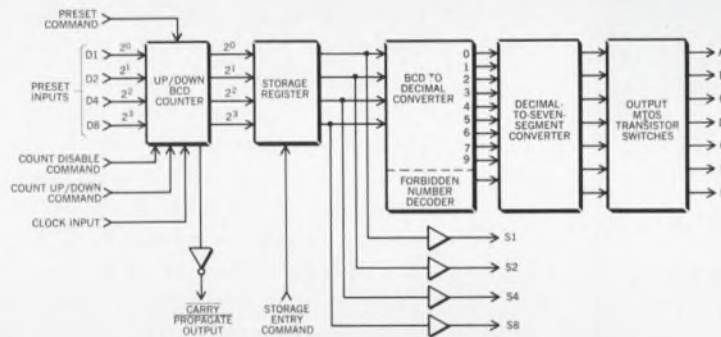 PRESET
COMMAND
PRESET
INPUTS
D1
2⁰
D2
2¹
D4
2²
D8
2³
COUNT DISABLE
COMMAND
COUNT UP/DOWN
COMMAND
CLOCK INPUT
UP/DOWN
BCD
COUNTER
2⁰
2¹
2²
2³
CARRY
PROPAGATE
OUTPUT
STORAGE
REGISTER
STORAGE
ENTRY
COMMAND
BCD TO
DECIMAL
CONVERTER
0
1
2
3
4
5
6
7
9
FORBIDDEN
NUMBER
DECODER
DECIMAL-
TO-SEVEN-
SEGMENT
CONVERTER
OUTPUT
MTOS
TRANSISTOR
SWITCHES
S1
S2
S4
S8